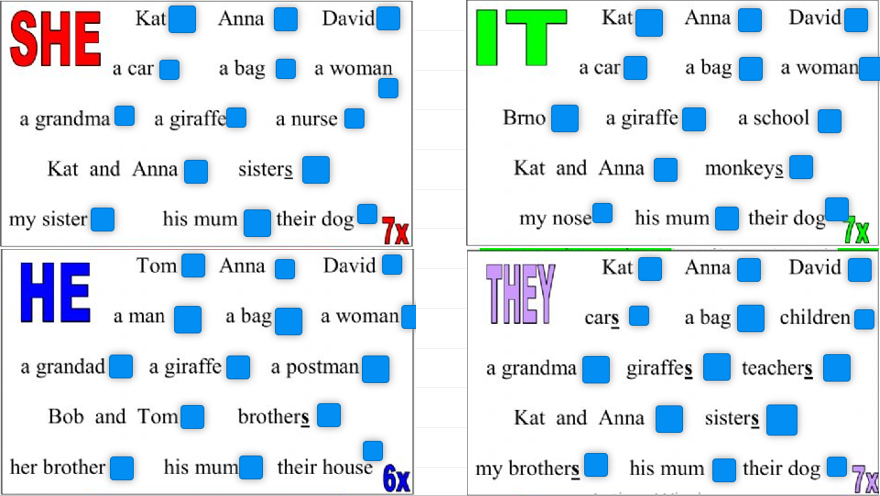 SHE
Kat Anna David
a car a bag a woman
a grandma a giraffe a nurse
Kat and Anna sisters
my sister his mum their dog
7x
IT
Kat Anna David
a car a bag a woman
Brno a giraffe a school
Kat and Anna monkeys
my nose his mum their dog
7x
HE
Tom Anna David
a man a bag a woman
a grandad a giraffe a postman
Bob and Tom brothers
her brother his mum their house
6x
THEY
Kat Anna David
cars a bag children
a grandma giraffes teachers
Kat and Anna sisters
my brothers his mum their dog
7x